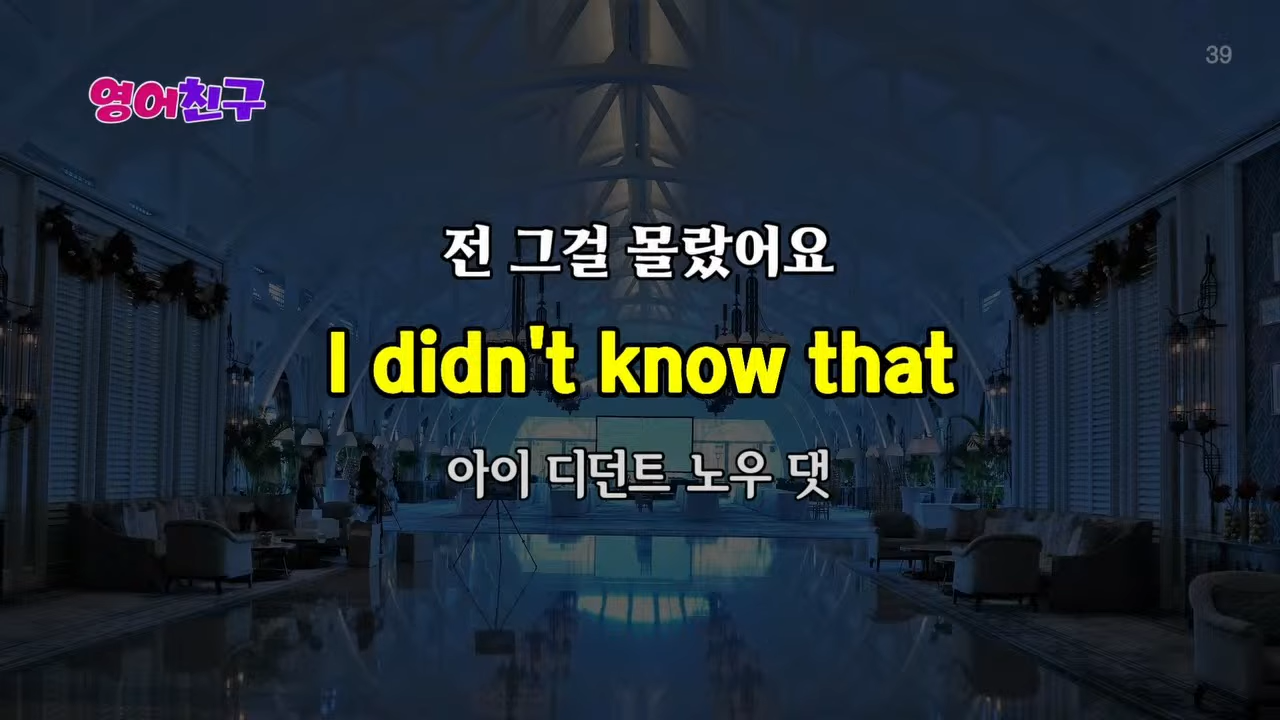 39
영어친구
전 그걸 몰랐어요
I didn't know that
아이 디던트 노우 댓